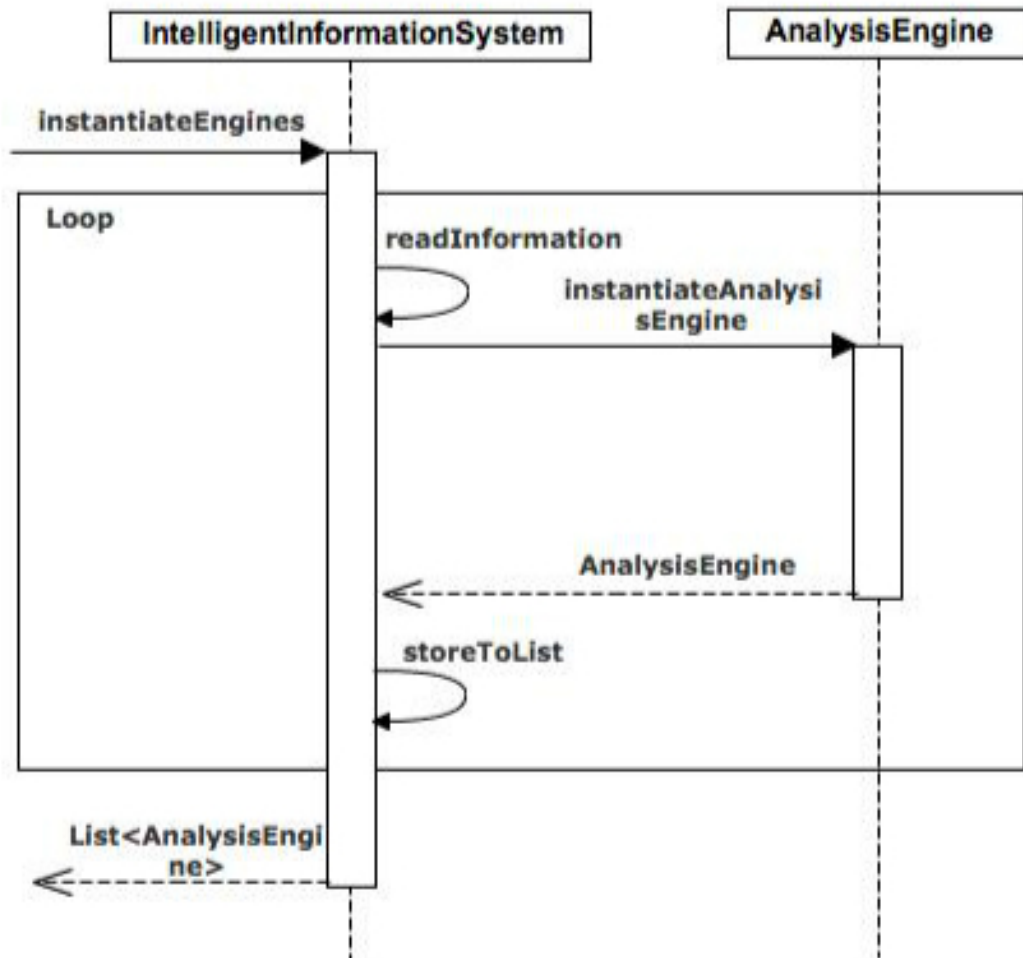 IntelligentInformationSystem
AnalysisEngine
instantiateEngines
Loop
readInformation
instantiateAnalysi
sEngine
AnalysisEngine
storeToList
List<AnalysisEngi
ne>